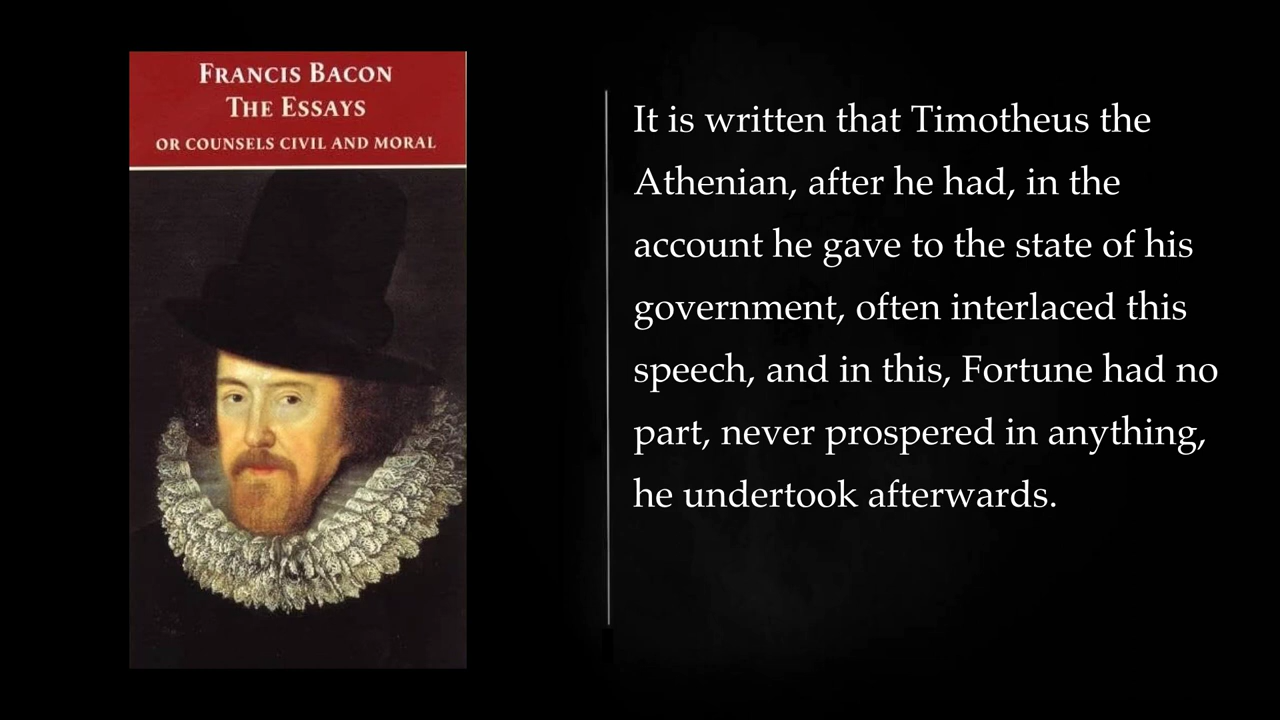 FRANCIS BACON
THE ESSAYS
OR COUNSELS CIVIL AND MORAL
It is written that Timotheus the
Athenian, after he had, in the
account he gave to the state of his
government, often interlaced this
speech, and in this, Fortune had no
part, never prospered in anything,
he undertook afterwards.